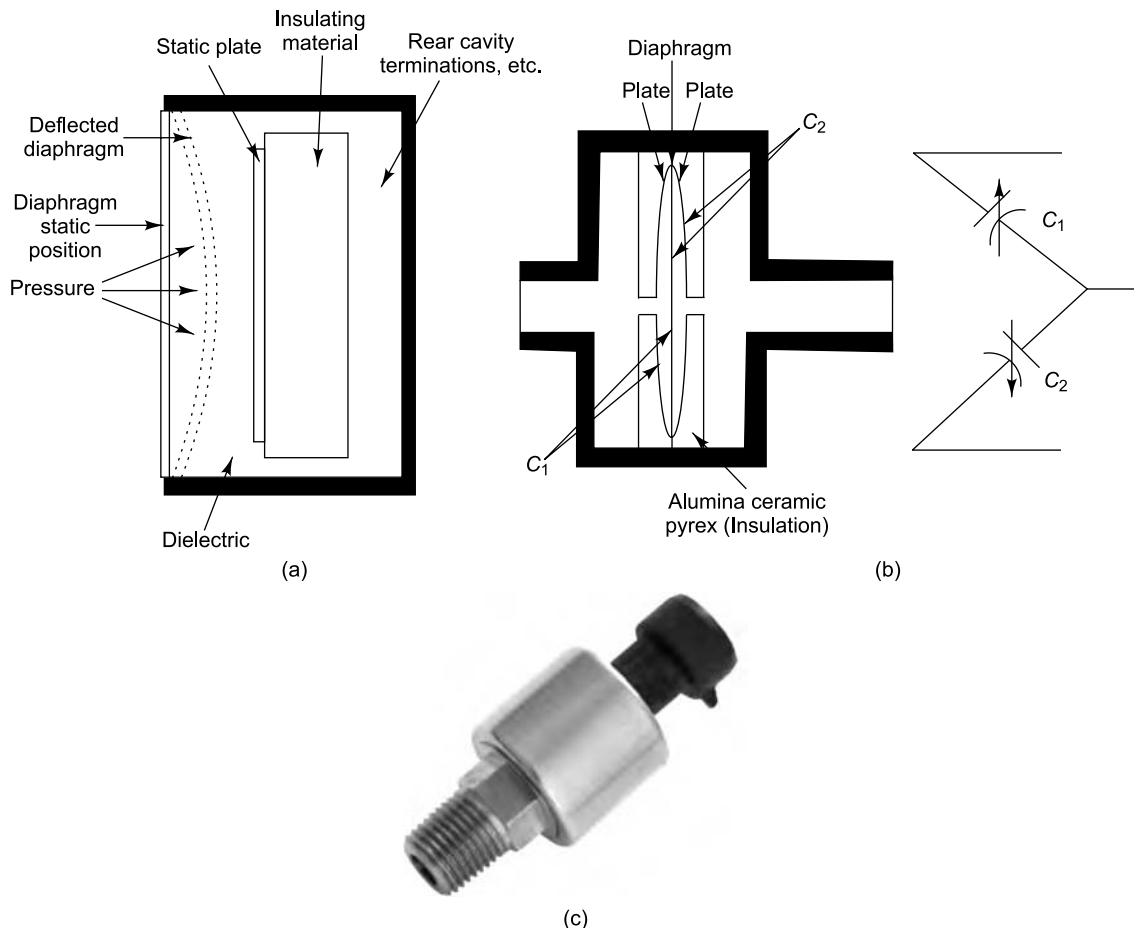 Insulating
material
Static plate
Rear cavity
terminations, etc.
Deflected
diaphragm
Diaphragm
static
position
Pressure
Dielectric
(a)
Diaphragm
Plate
Plate
C2
C1
Alumina ceramic
pyrex (Insulation)
C1
C2
(b)
(c)